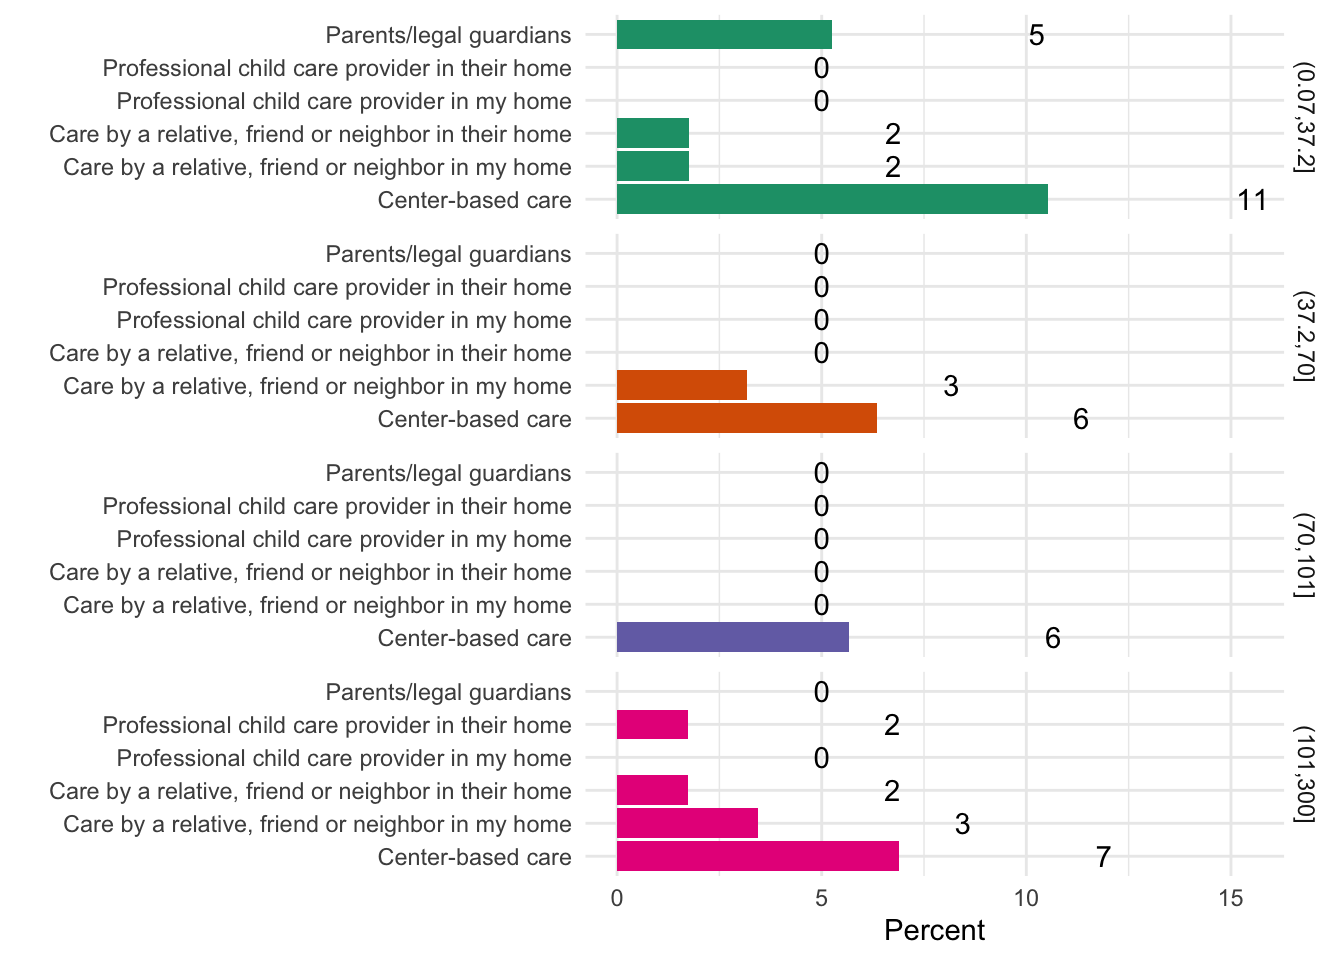 Parents/legal guardians 5
Professional child care provider in their home 0
Professional child care provider in my home 0
Care by a relative, friend or neighbor in their home 2
Care by a relative, friend or neighbor in my home 2
Center-based care 11
(0.07,37.2]
Parents/legal guardians 0
Professional child care provider in their home 0
Professional child care provider in my home 0
Care by a relative, friend or neighbor in their home 0
Care by a relative, friend or neighbor in my home 3
Center-based care 6
(37.2,70]
Parents/legal guardians 0
Professional child care provider in their home 0
Professional child care provider in my home 0
Care by a relative, friend or neighbor in their home 0
Care by a relative, friend or neighbor in my home 0
Center-based care 6
(70,101]
Parents/legal guardians 0
Professional child care provider in their home 2
Professional child care provider in my home 0
Care by a relative, friend or neighbor in their home 2
Care by a relative, friend or neighbor in my home 3
Center-based care 7
(101,300]
0 5 10 15
Percent